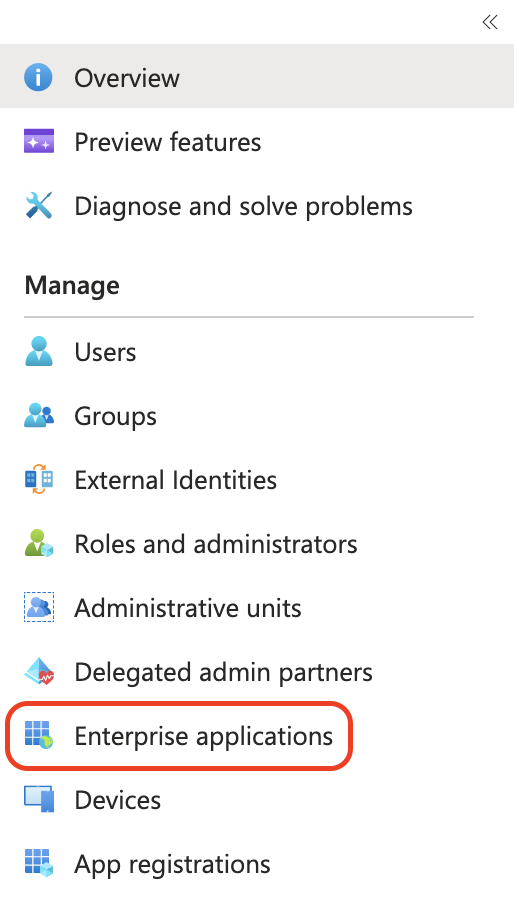 Overview
Preview features
Diagnose and solve problems
Manage
Users
Groups
External Identities
Roles and administrators
Administrative units
Delegated admin partners
Enterprise applications
Devices
App registrations